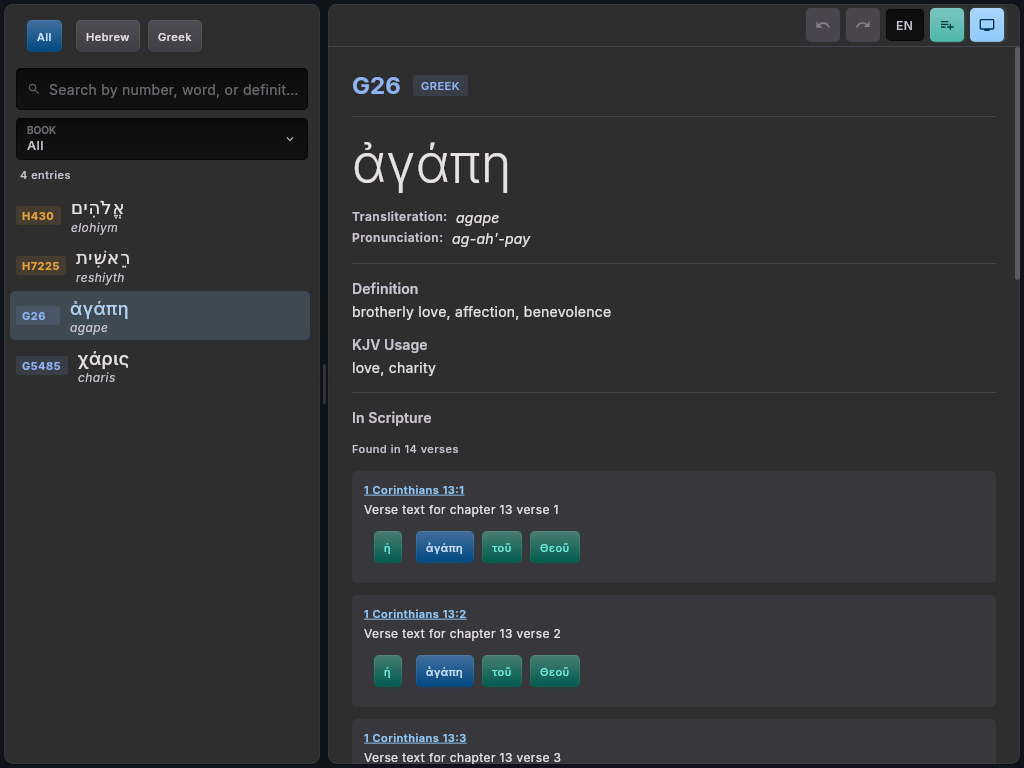 All
Hebrew
Greek
Search by number, word, or definit...
BOOK
All
4 entries
H430
אֱלֹהִים
elohiym
H7225
רֵאשִׁית
reshiyth
G26
ἀγάπη
agape
G5485
χάρις
charis
EN
G26
GREEK
ἀγάπη
Transliteration: agape
Pronunciation: ag-ah'-pay
Definition
brotherly love, affection, benevolence
KJV Usage
love, charity
In Scripture
Found in 14 verses
1 Corinthians 13:1
Verse text for chapter 13 verse 1
ἡ ἀγάπη τοῦ Θεοῦ
1 Corinthians 13:2
Verse text for chapter 13 verse 2
ἡ ἀγάπη τοῦ Θεοῦ
1 Corinthians 13:3
Verse text for chapter 13 verse 3